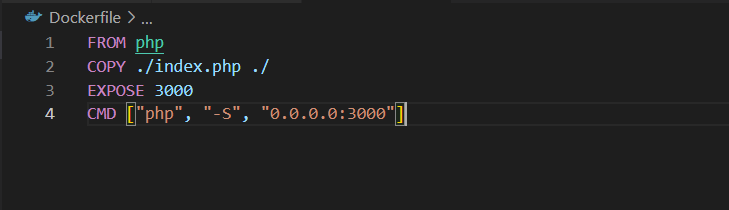 Dockerfile > ...
1 FROM php
2 COPY ./index.php ./
3 EXPOSE 3000
4 CMD ["php", "-S", "0.0.0.0:3000"]